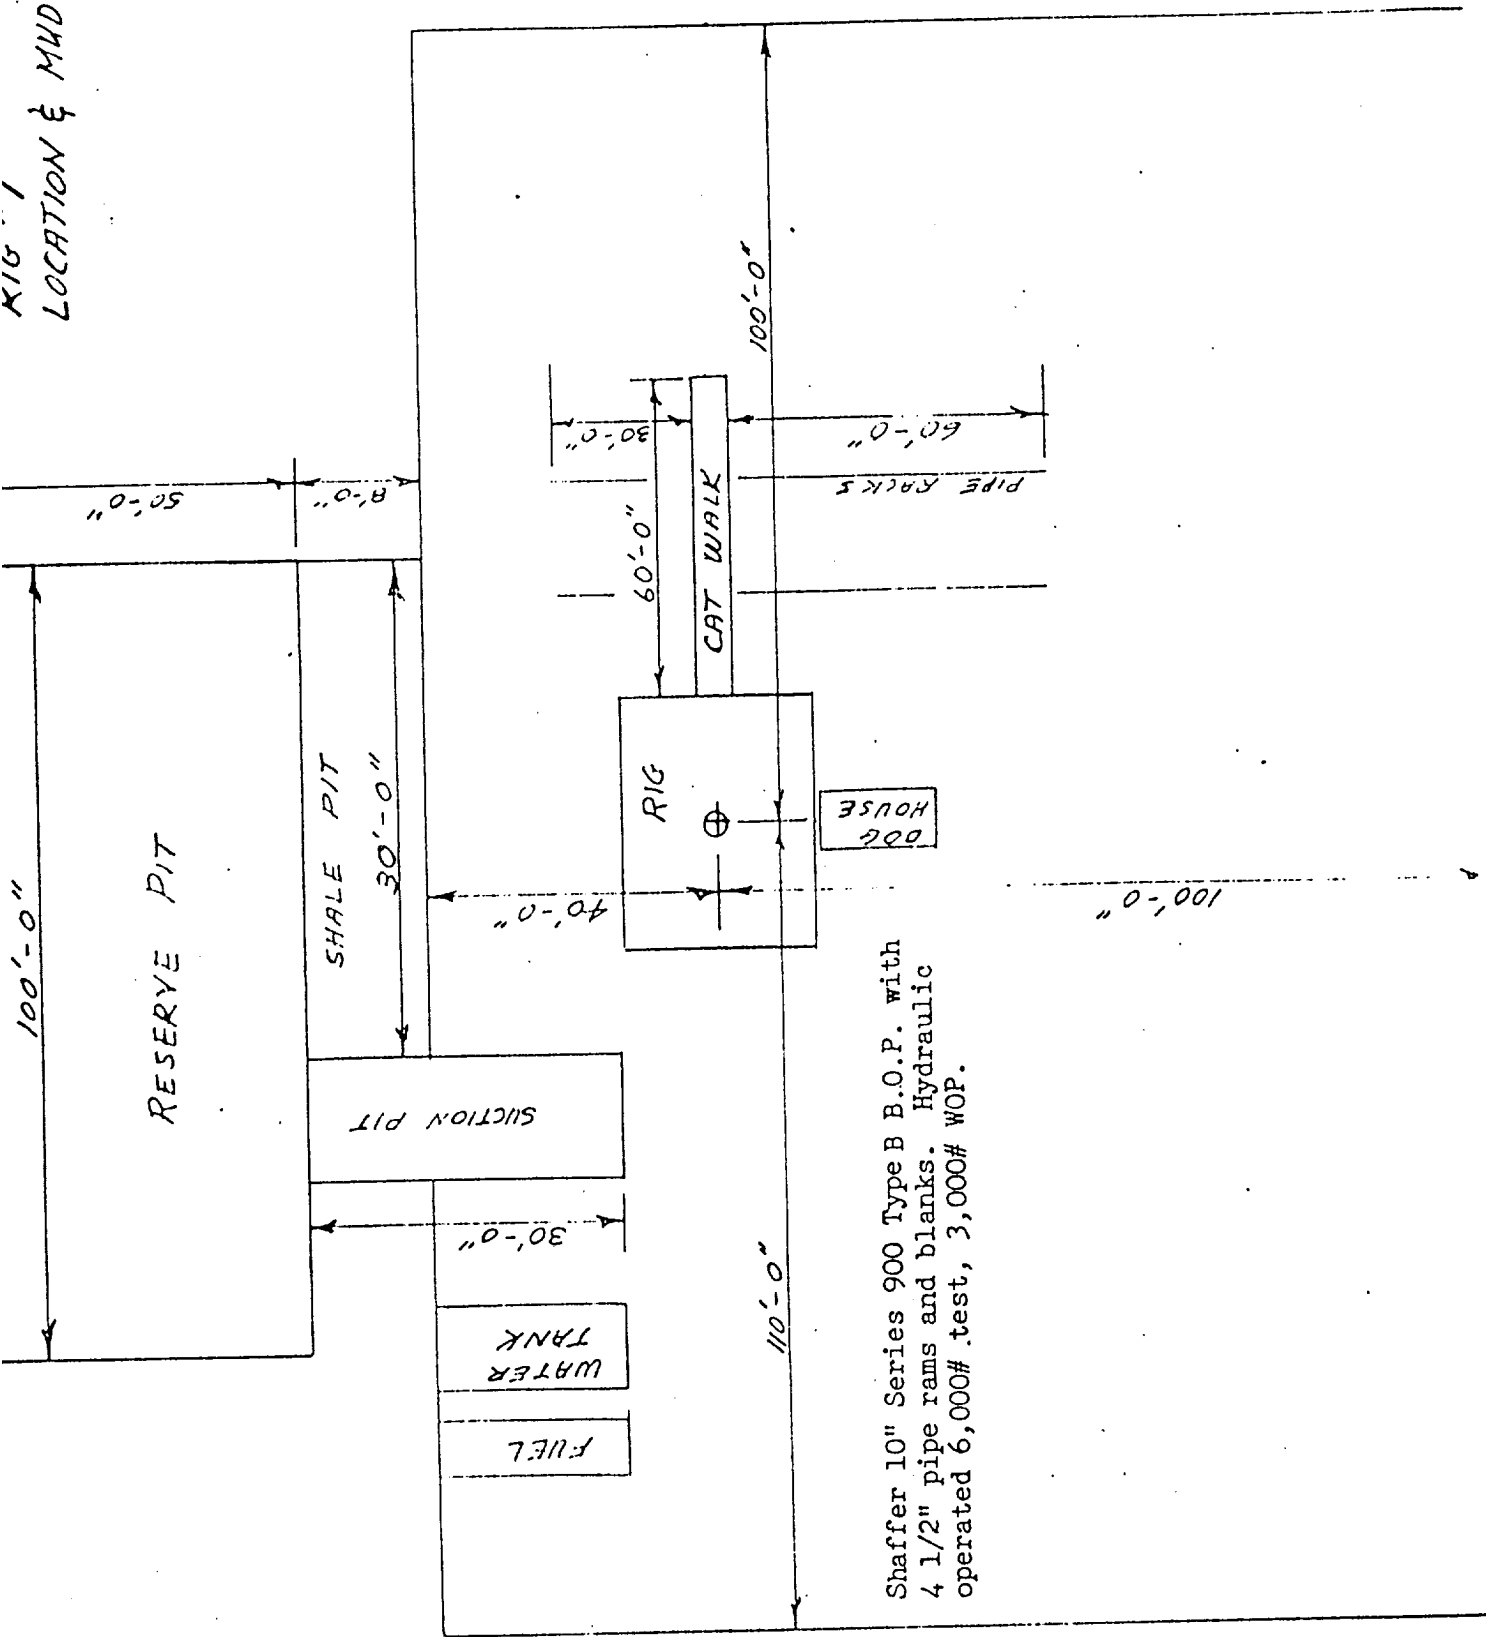 RIG 1
LOCATION & MUD
100'-0"
RESERVE PIT
50'-0"
8'-0"
SHALE PIT
30'-0"
SUCTION PIT
30'-0"
WATER
TANK
FUEL
RIG
40'-0"
60'-0"
CAT WALK
30'-0"
60'-0"
PIPE RACKS
100'-0"
DOG
HOUSE
100'-0"
110'-0"
Shaffer 10" Series 900 Type B B.O.P. with
4 1/2" pipe rams and blanks. Hydraulic
operated 6,000# test, 3,000# WOP.